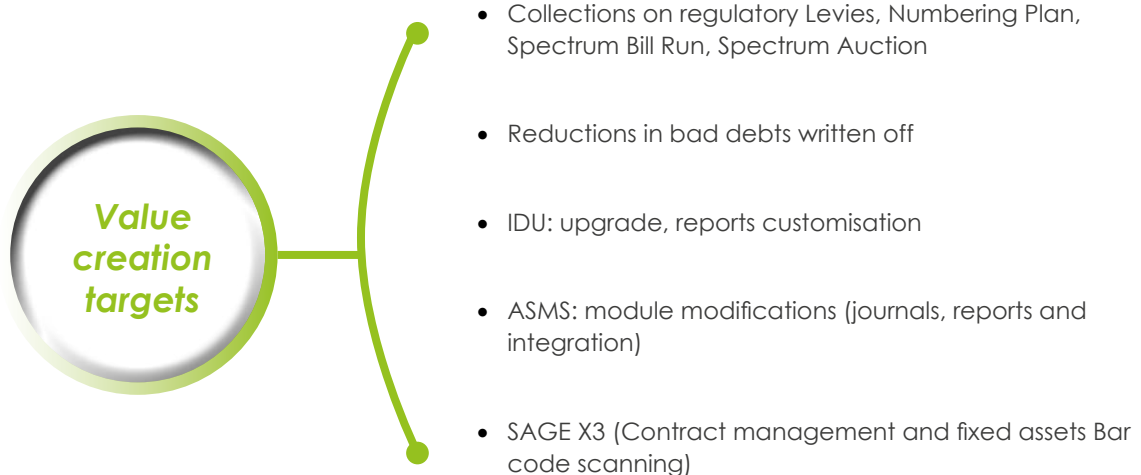 Value
creation
targets
• Collections on regulatory Levies, Numbering Plan,
Spectrum Bill Run, Spectrum Auction
• Reductions in bad debts written off
• IDU: upgrade, reports customisation
• ASMS: module modifications (journals, reports and
integration)
• SAGE X3 (Contract management and fixed assets Bar
code scanning)